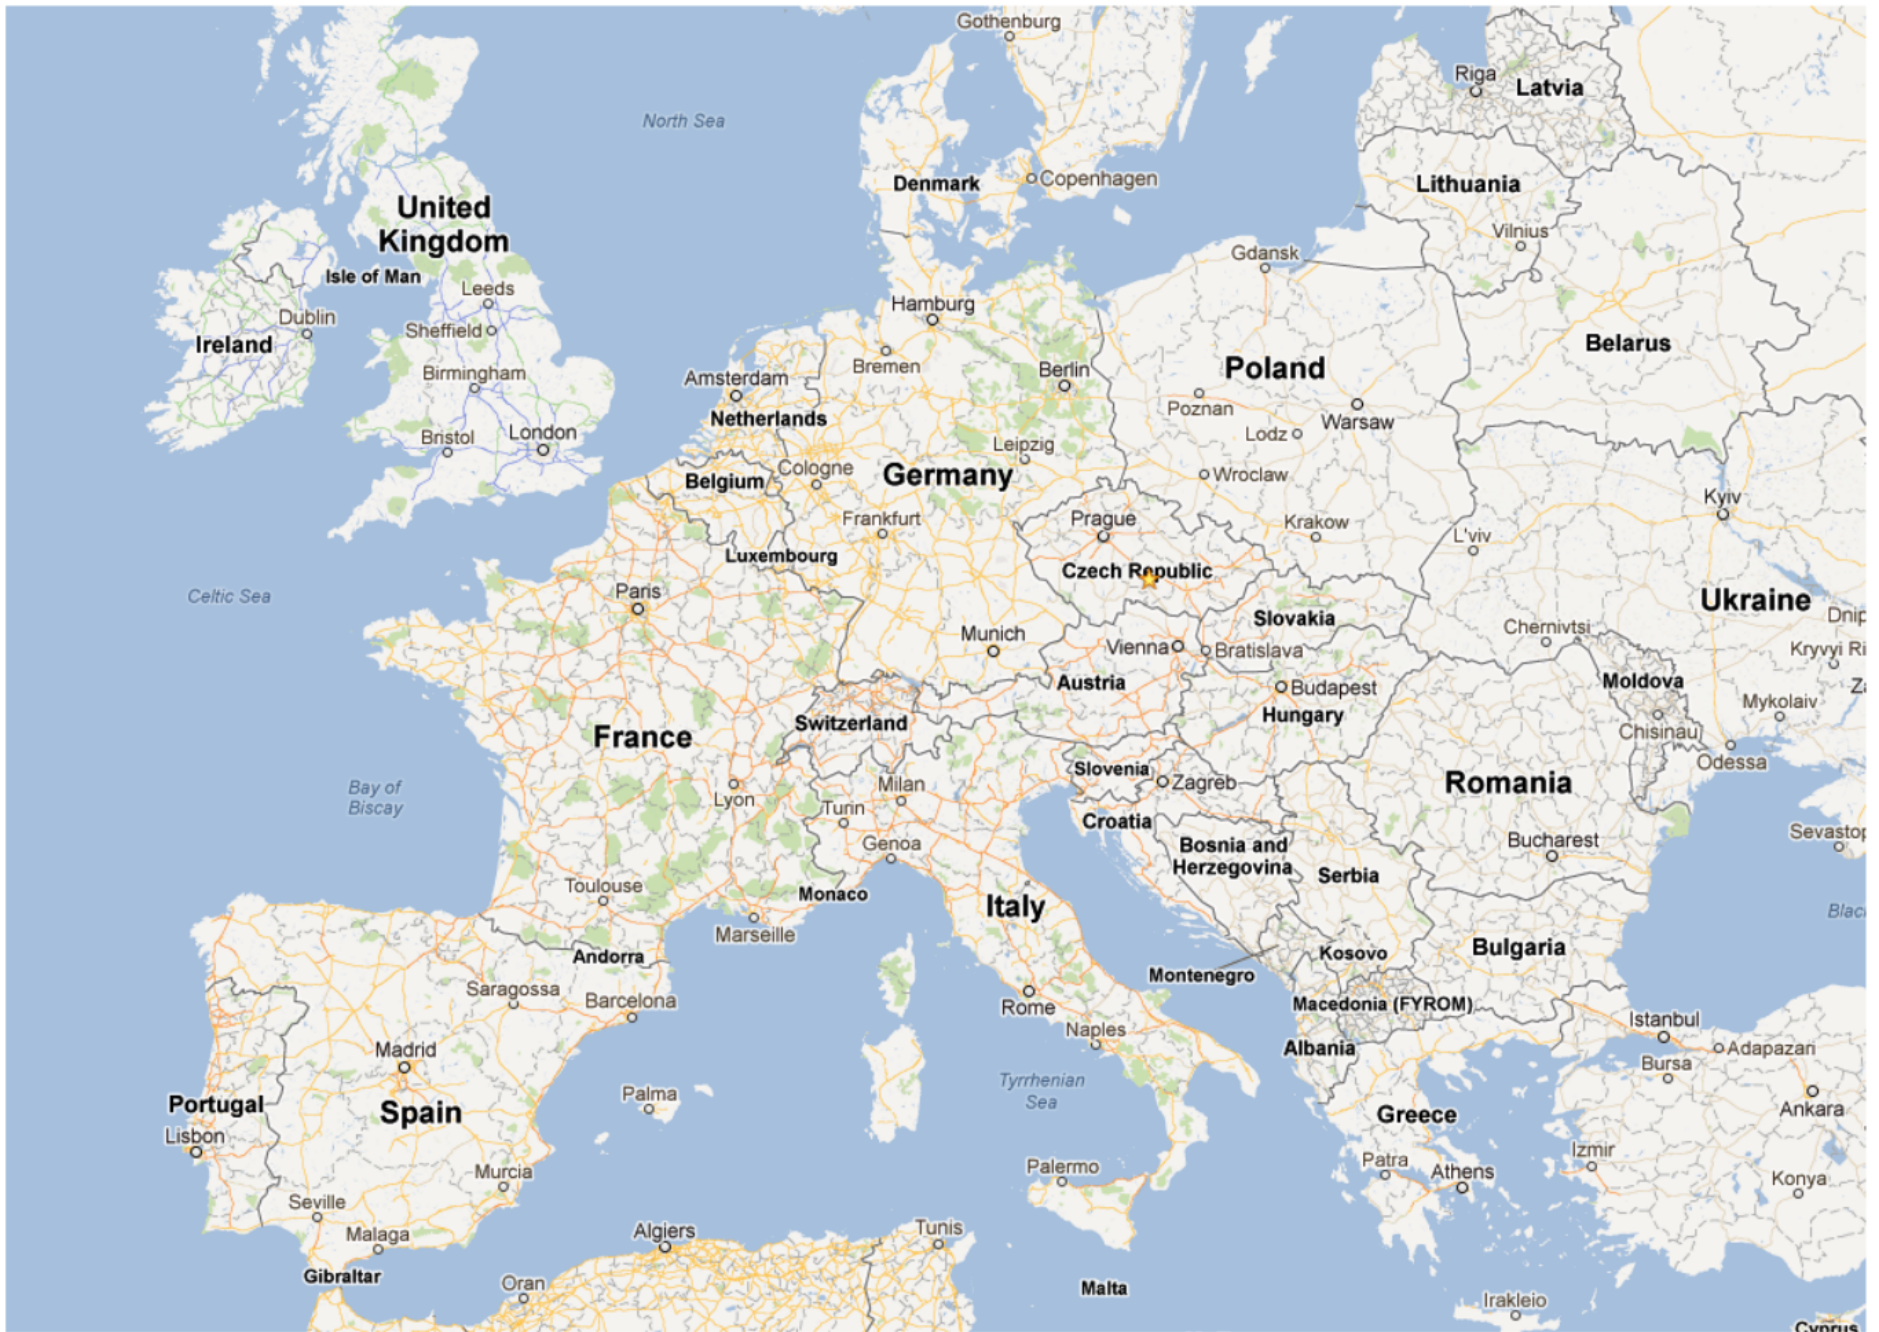 Gothenburg
Riga
Latvia
North Sea
Denmark
Copenhagen
Lithuania
United
Kingdom
Vilnius
Gdansk
Isle of Man
Leeds
Hamburg
Dublin
Sheffield
Ireland
Belarus
Bremen
Birmingham
Amsterdam
Berlin
Poland
Netherlands
Poznan
Warsaw
Bristol
London
Lodz
Leipzig
Cologne
Germany
Wroclaw
Belgium
Kyiv
Frankfurt
Prague
Krakow
L'viv
Luxembourg
Czech Republic
Celtic Sea
Paris
Ukraine
Slovakia
Dnip
Munich
Chernivtsi
Vienna
Bratislava
Kryvyi Ri
Austria
Budapest
Moldova
Za
Mykolaiv
Hungary
Switzerland
France
Chisinau
Odessa
Slovenia
Zagreb
Romania
Bay of
Biscay
Milan
Lyon
Turin
Croatia
Sevastop
Genoa
Bosnia and
Herzegovina
Bucharest
Serbia
Toulouse
Monaco
Italy
Black
Marseille
Bulgaria
Andorra
Kosovo
Montenegro
Saragossa
Barcelona
Rome
Macedonia (FYROM)
Istanbul
Naples
Madrid
Albania
Adapazari
Bursa
Tyrrhenian
Sea
Palma
Portugal
Spain
Greece
Ankara
Lisbon
Izmir
Patra
Athens
Palermo
Murcia
Konya
Seville
Malaga
Algiers
Tunis
Gibraltar
Oran
Malta
Irakleio
Cyprus